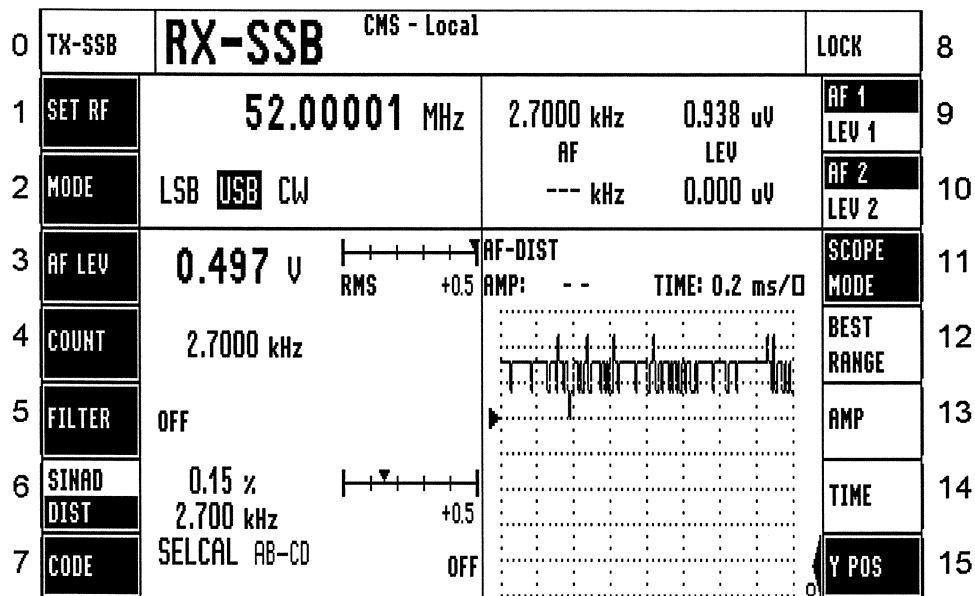 0 TX-SSB RX-SSB CMS - Local LOCK 8
1 SET RF 52.00001 MHz 2.7000 kHz 0.938 uV AF 1 9
LEV 1
AF LEV
2 MODE LSB USB CW --- kHz 0.000 uV AF 2 10
LEV 2
3 AF LEV 0.497 V RMS +0.5 AF-DIST SCOPE 11
AMP: - - TIME: 0.2 ms/□ MODE
4 COUNT 2.7000 kHz BEST 12
RANGE
5 FILTER OFF AMP 13
6 SINAD 0.15 % TIME 14
DIST 2.700 kHz +0.5
7 CODE SELCAL AB-CD OFF 0 Y POS 15